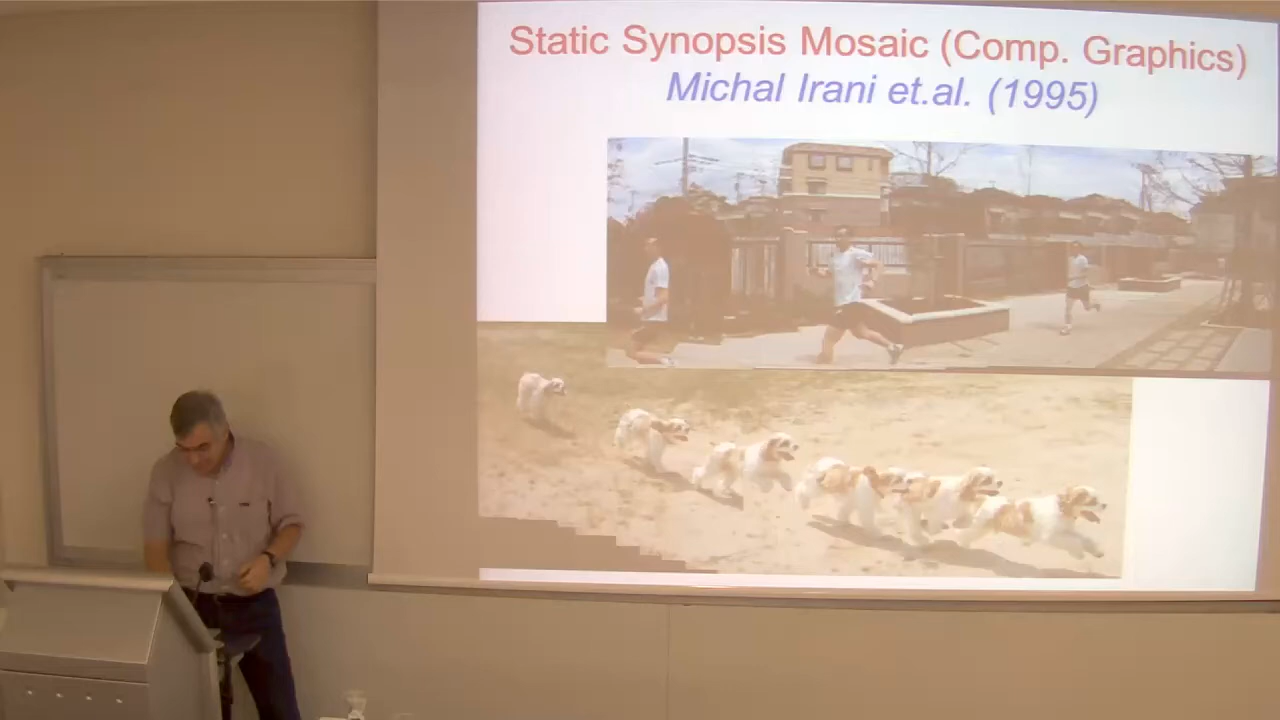 Static Synopsis Mosaic (Comp. Graphics)
Michal Irani et.al. (1995)